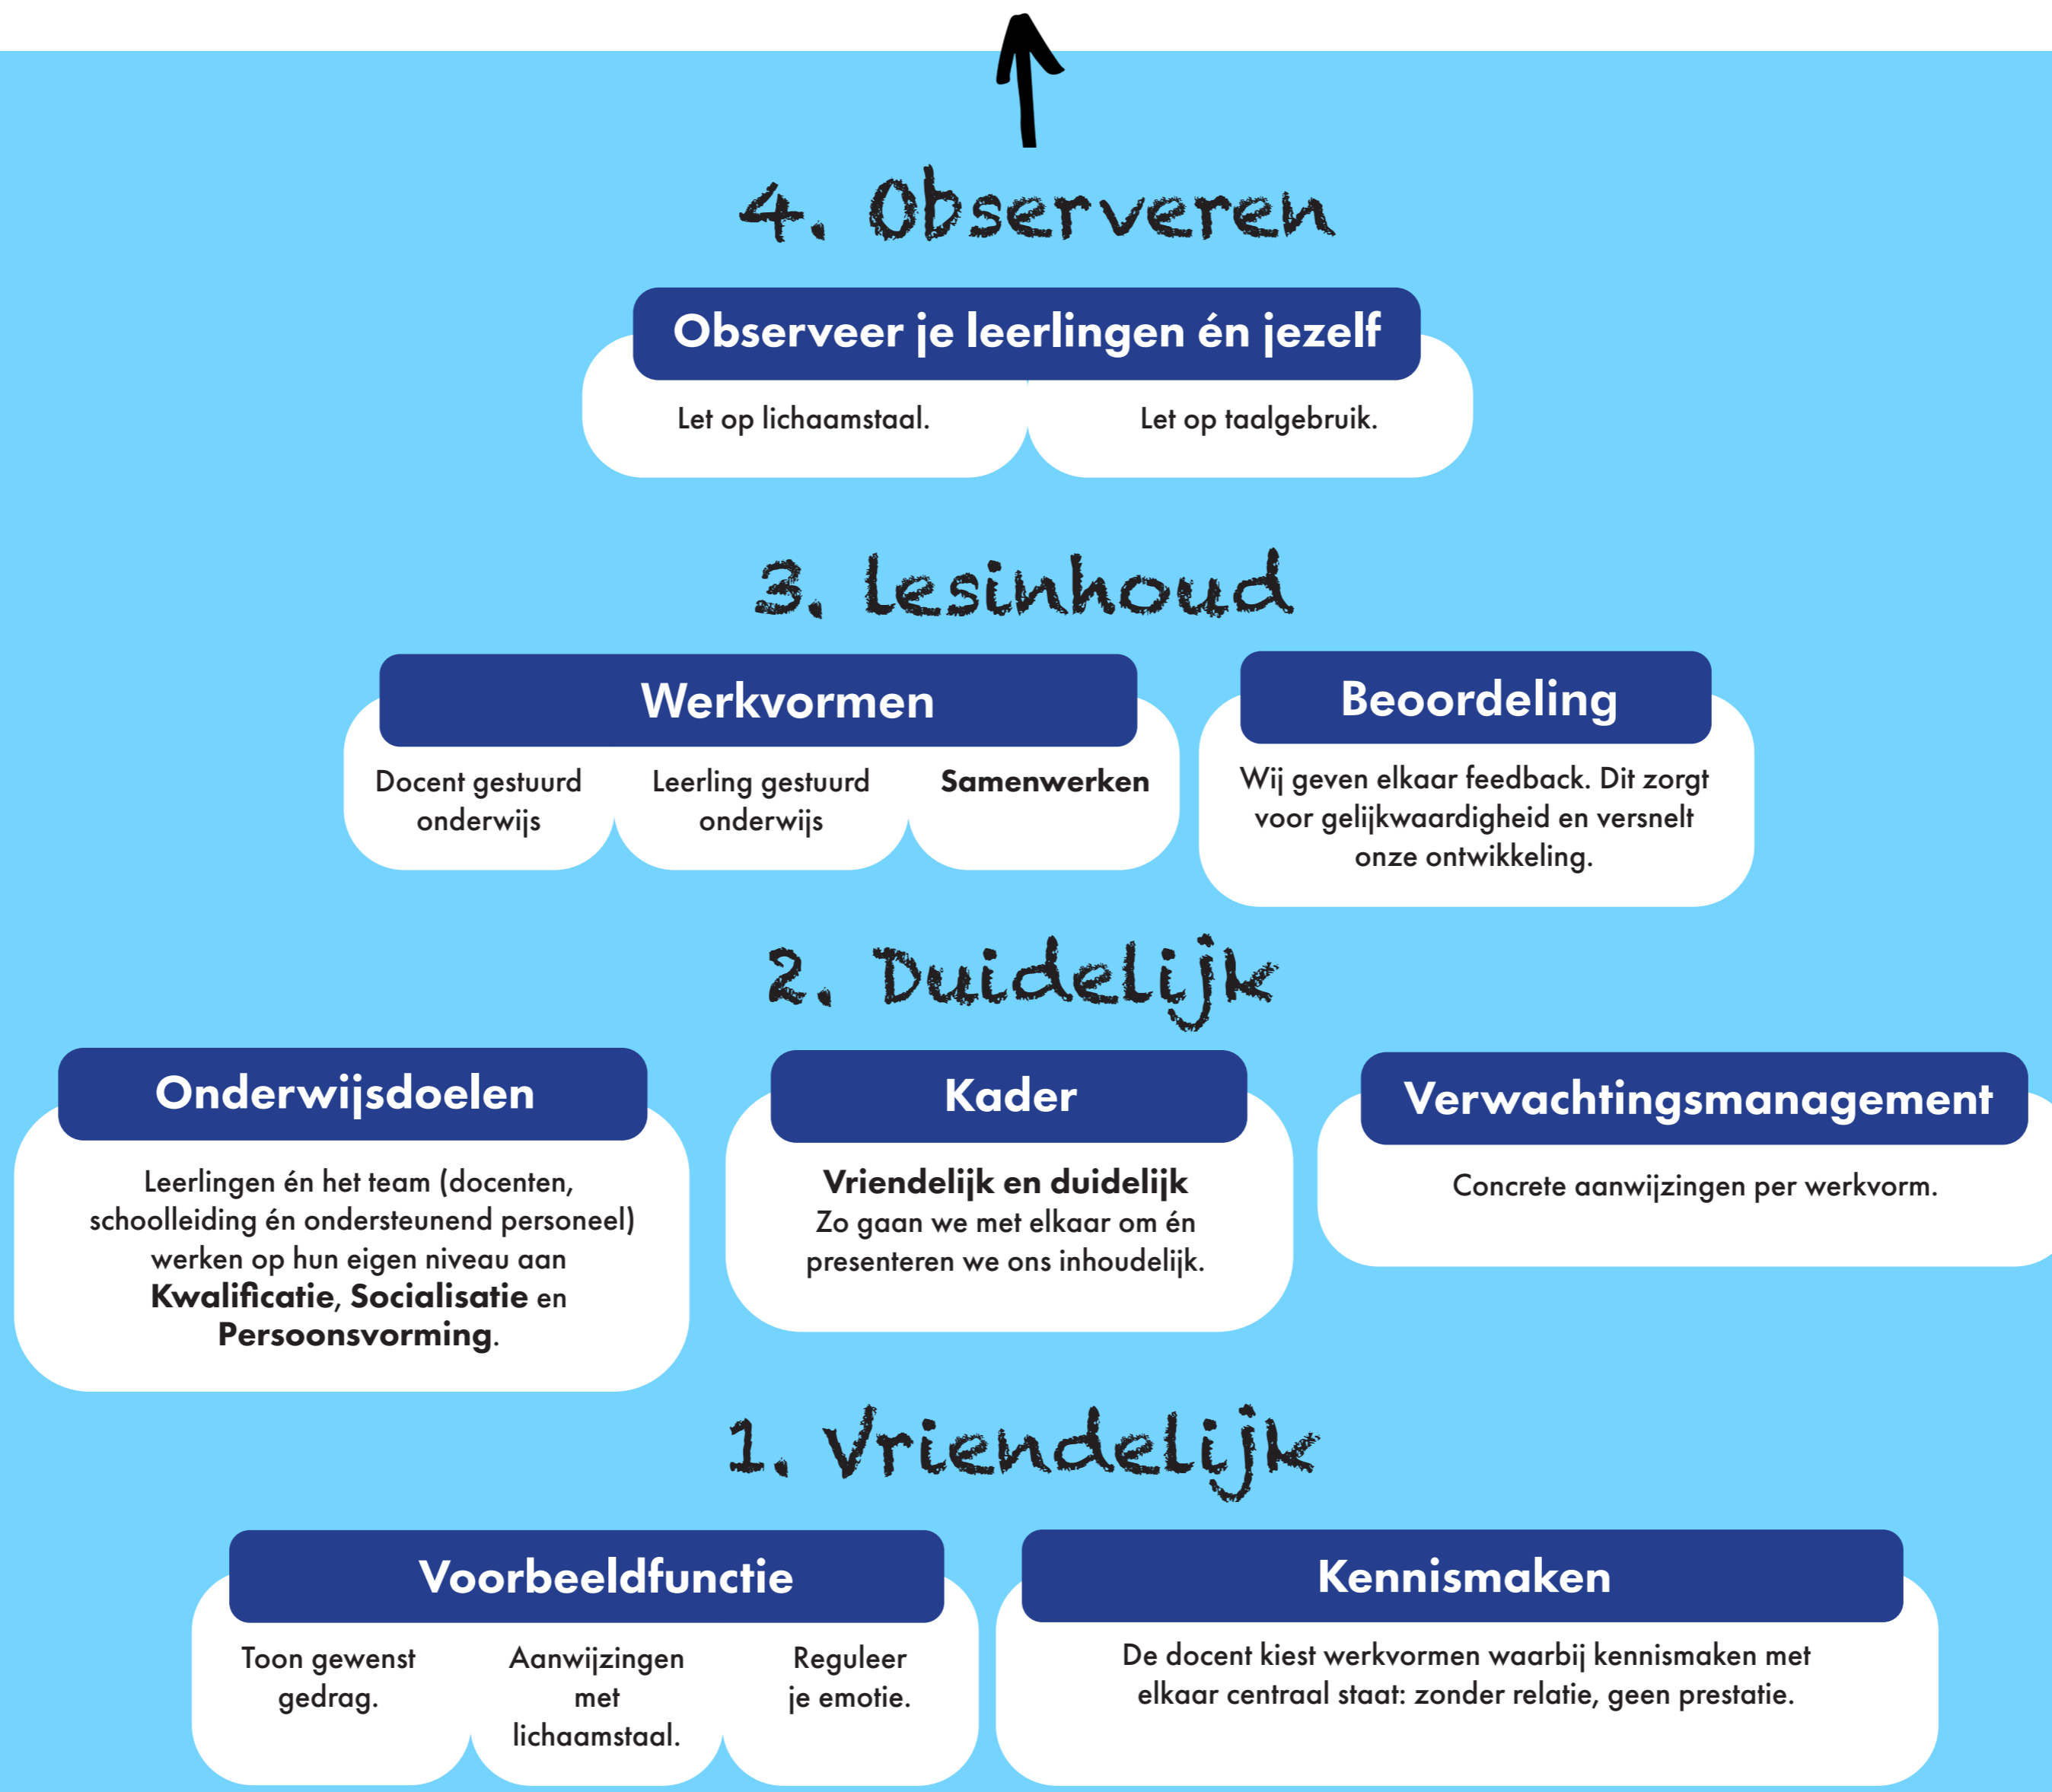 4. Observeren
Observeer je leerlingen én jezelf
Let op lichaamstaal.
Let op taalgebruik.
3. Lesinhoud
Werkvormen
Docent gestuurd
onderwijs
Leerling gestuurd
onderwijs
Samenwerken
Beoordeling
Wij geven elkaar feedback. Dit zorgt
voor gelijkwaardigheid en versnelt
onze ontwikkeling.
2. Duidelijk
Onderwijsdoelen
Leerlingen én het team (docenten,
schoolleiding én ondersteunend personeel)
werken op hun eigen niveau aan
Kwalificatie, Socialisatie en
Persoonsvorming.
Kader
Vriendelijk en duidelijk
Zo gaan we met elkaar om én
presenteren we ons inhoudelijk.
Verwachtingsmanagement
Concrete aanwijzingen per werkvorm.
1. Vriendelijk
Voorbeeldfunctie
Toon gewenst
gedrag.
Aanwijzingen
met
lichaamstaal.
Reguleer
je emotie.
Kennismaken
De docent kiest werkvormen waarbij kennismaken met
elkaar centraal staat: zonder relatie, geen prestatie.